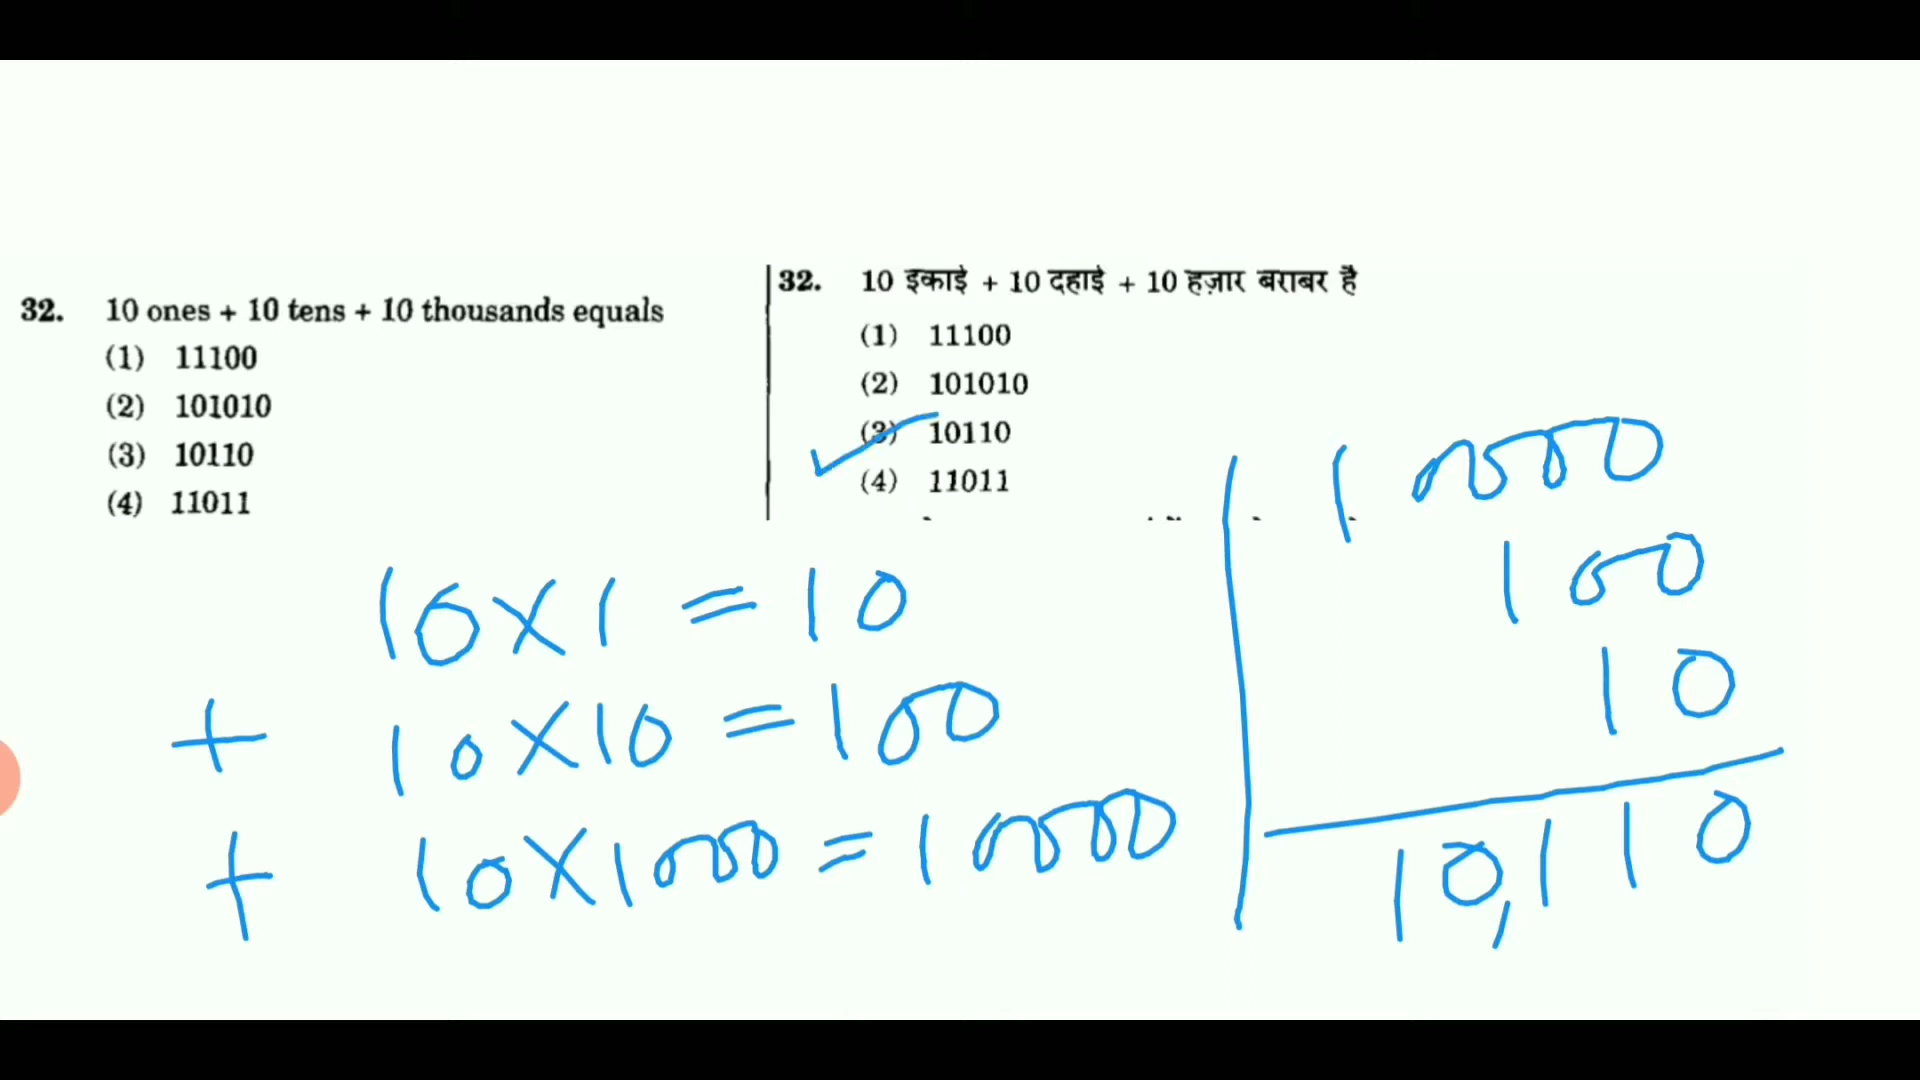 32. 10 ones + 10 tens + 10 thousands equals
(1) 11100
(2) 101010
(3) 10110
(4) 11011
32. 10 इकाई + 10 दहाई + 10 हज़ार बराबर है
(1) 11100
(2) 101010
(3) 10110
(4) 11011
10 × 1 = 10
+ 10 × 10 = 100
+ 10 × 1000 = 10000
10000
100
10
10,110